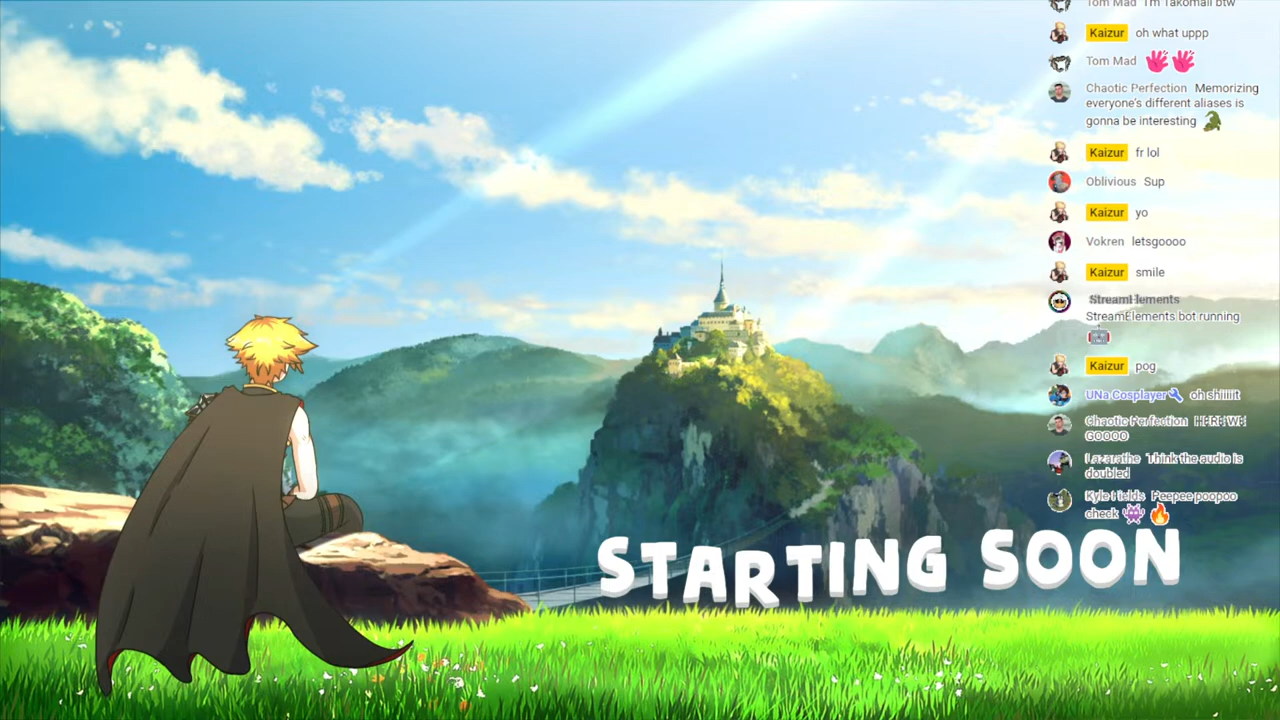 Tom Mad I'm Takomali btw
Kaizur oh what uppp
Tom Mad
Chaotic Perfection Memorizing
everyone's different aliases is
gonna be interesting
Kaizur fr lol
Oblivious Sup
Kaizur yo
Vokren letsgoooo
Kaizur smile
StreamElements
StreamElements bot running
Kaizur pog
UNa Cosplayer oh shiiiiit
Chaotic Perfection HERE WE
GOOOO
Lazarathe Think the audio is
doubled
Kyle Fields Peepee poopoo
check
STARTING SOON